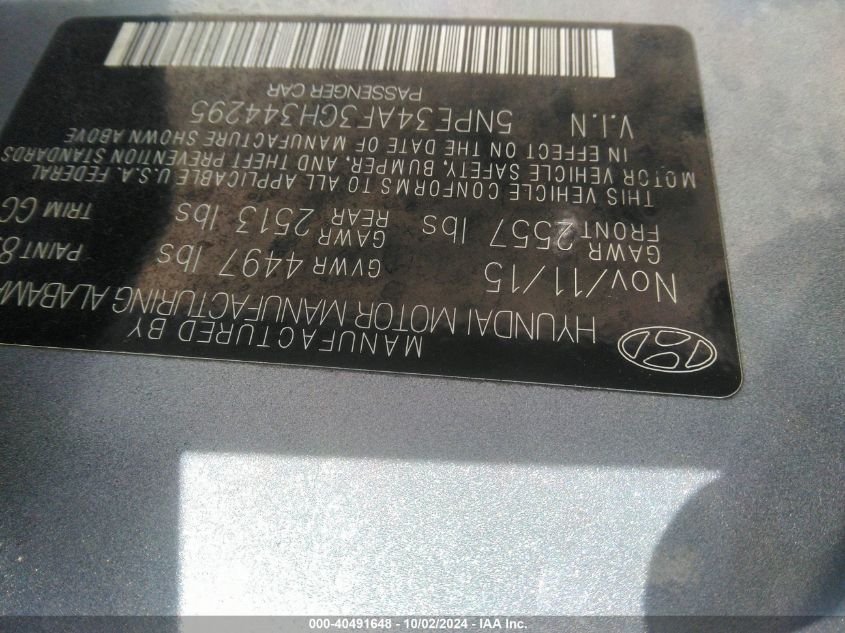 MANUFACTURED BY
HYUNDAI MOTOR MANUFACTURING ALABAMA
Nov/11/15 GVWR 4497 lbs PAINT
GAWR FRONT 2557 lbs GAWR REAR 2513 lbs TRIM
THIS VEHICLE CONFORMS TO ALL APPLICABLE U.S.A. FEDERAL
MOTOR VEHICLE SAFETY, BUMPER, AND THEFT PREVENTION STANDARDS
IN EFFECT ON THE DATE OF MANUFACTURE SHOWN ABOVE
V.I.N 5NPE34AF3GH344295
PASSENGER CAR
000-40491648 - 10/02/2024 - IAA Inc.